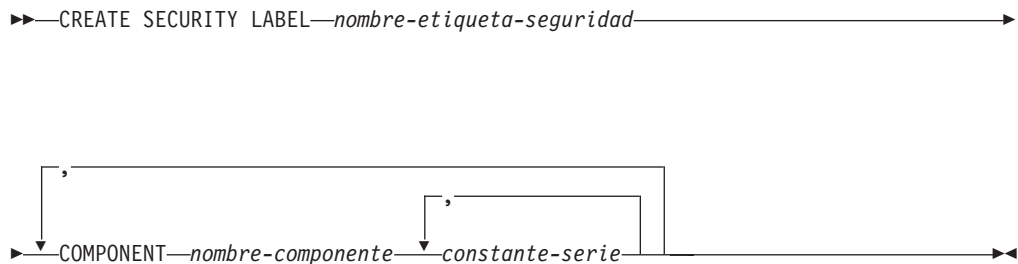 CREATE SECURITY LABEL nombre-etiqueta-seguridad
,
,
COMPONENT nombre-componente constante-serie